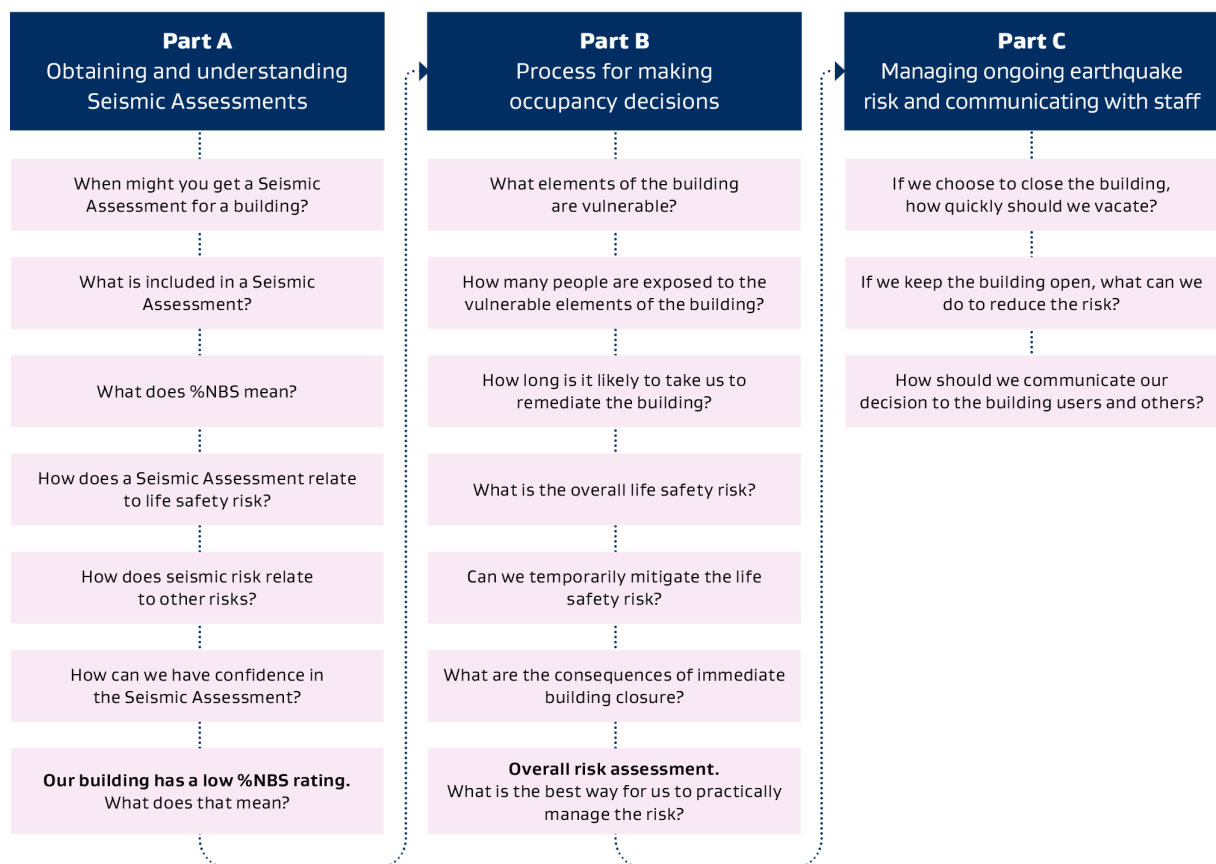 Part A
Obtaining and understanding
Seismic Assessments
When might you get a Seismic
Assessment for a building?
What is included in a Seismic
Assessment?
What does %NBS mean?
How does a Seismic Assessment relate
to life safety risk?
How does seismic risk relate
to other risks?
How can we have confidence in
the Seismic Assessment?
Our building has a low %NBS rating.
What does that mean?
Part B
Process for making
occupancy decisions
What elements of the building
are vulnerable?
How many people are exposed to the
vulnerable elements of the building?
How long is it likely to take us to
remediate the building?
What is the overall life safety risk?
Can we temporarily mitigate the life
safety risk?
What are the consequences of immediate
building closure?
Overall risk assessment.
What is the best way for us to practically
manage the risk?
Part C
Managing ongoing earthquake
risk and communicating with staff
If we choose to close the building,
how quickly should we vacate?
If we keep the building open, what can we
do to reduce the risk?
How should we communicate our
decision to the building users and others?